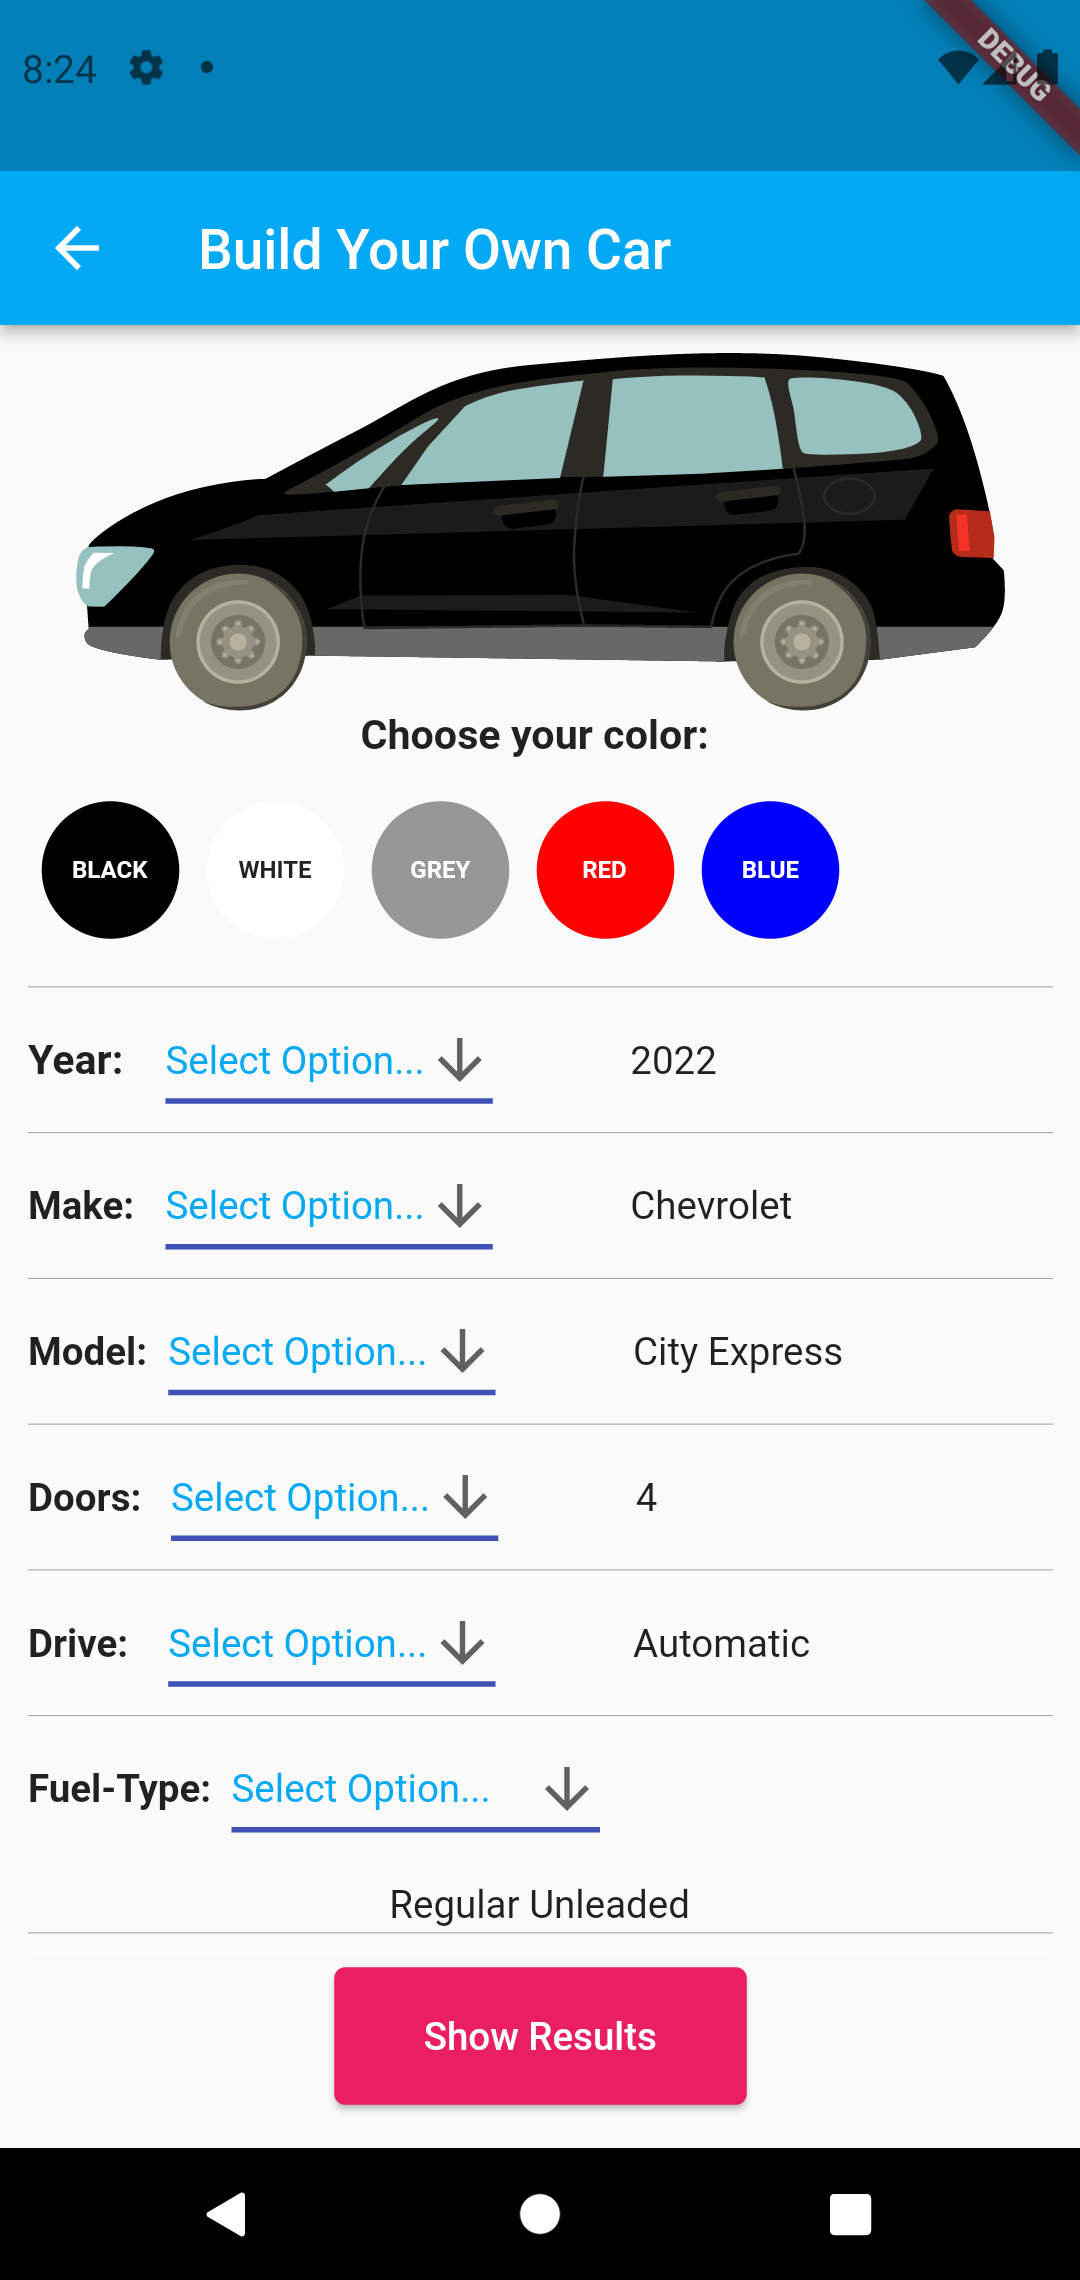 8:24
DEBUG
Build Your Own Car
Choose your color:
BLACK WHITE GREY RED BLUE
Year: Select Option... 2022
Make: Select Option... Chevrolet
Model: Select Option... City Express
Doors: Select Option... 4
Drive: Select Option... Automatic
Fuel-Type: Select Option...
Regular Unleaded
Show Results